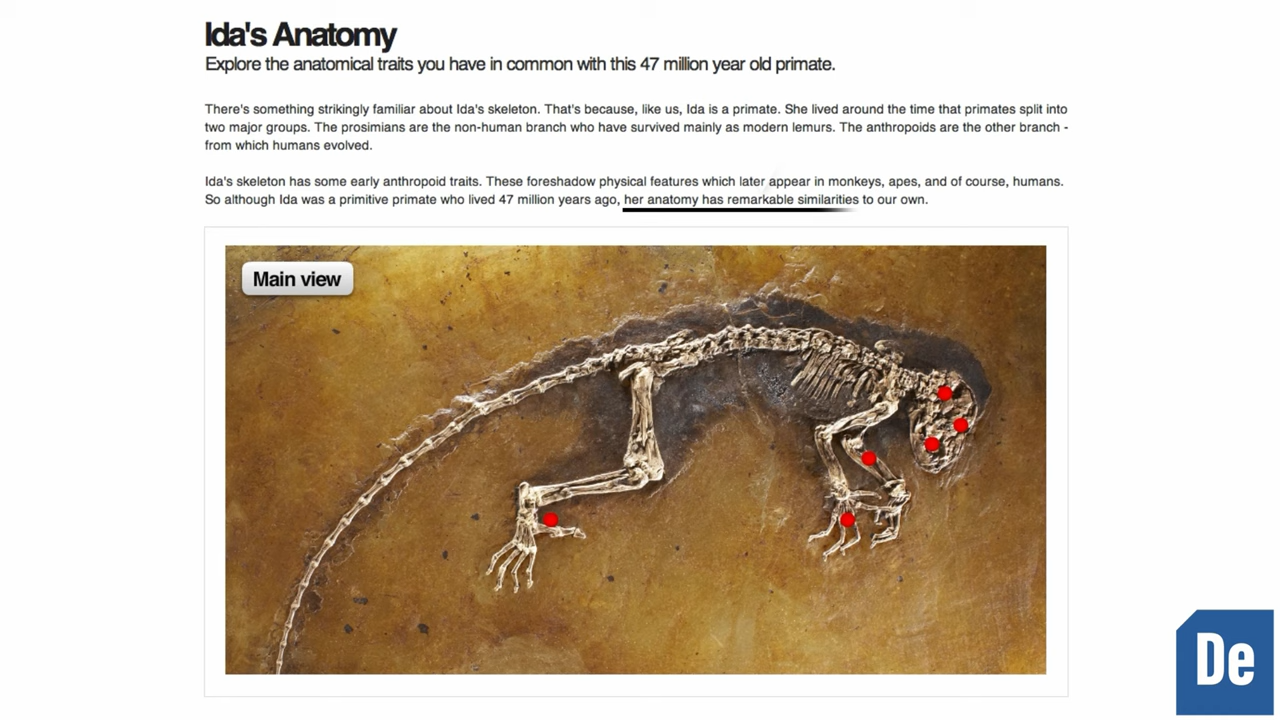 Ida's Anatomy
Explore the anatomical traits you have in common with this 47 million year old primate.
There's something strikingly familiar about Ida's skeleton. That's because, like us, Ida is a primate. She lived around the time that primates split into
two major groups. The prosimians are the non-human branch who have survived mainly as modern lemurs. The anthropoids are the other branch -
from which humans evolved.
Ida's skeleton has some early anthropoid traits. These foreshadow physical features which later appear in monkeys, apes, and of course, humans.
So although Ida was a primitive primate who lived 47 million years ago, her anatomy has remarkable similarities to our own.
Main view
De